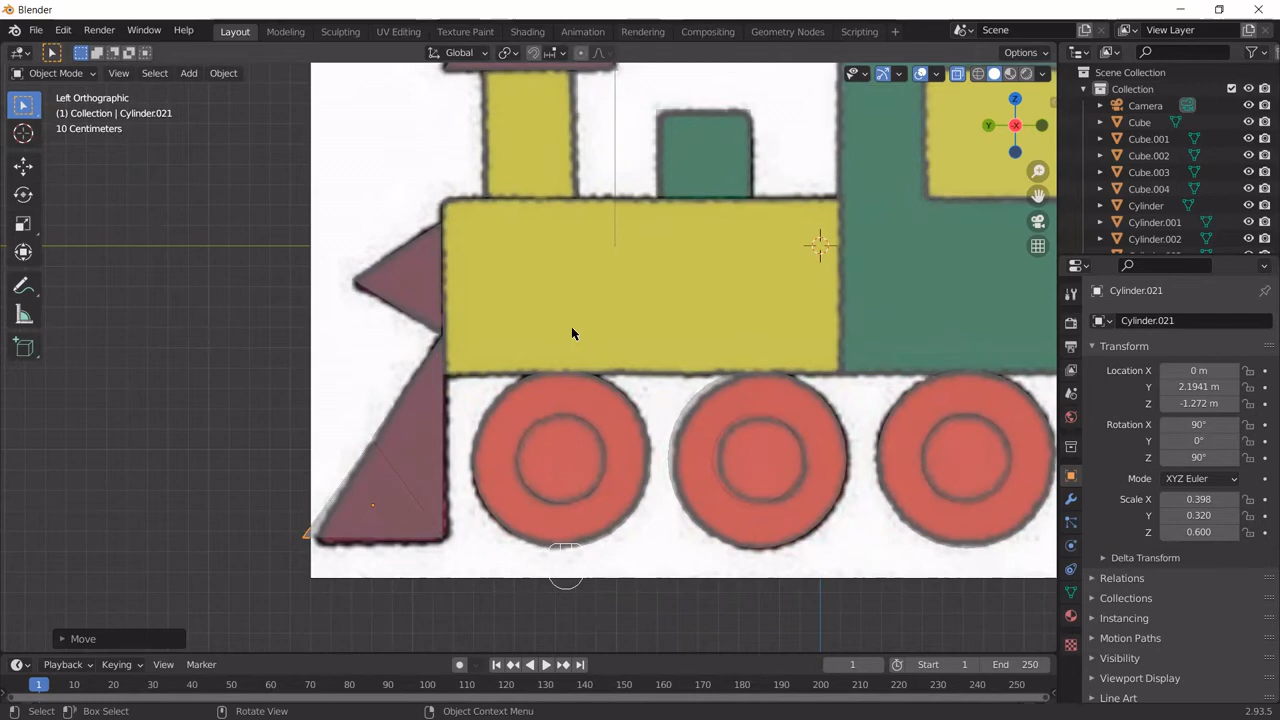 Blender
File Edit Render Window Help Layout Modeling Sculpting UV Editing Texture Paint Shading Animation Rendering Compositing Geometry Nodes Scripting + Scene View Layer
Global Options
Object Mode View Select Add Object
Left Orthographic
(1) Collection | Cylinder.021
10 Centimeters
Z
Y X
Scene Collection
Collection
Camera
Cube
Cube.001
Cube.002
Cube.003
Cube.004
Cylinder
Cylinder.001
Cylinder.002
Cylinder.021
Cylinder.021
Transform
Location X 0 m
Y 2.1941 m
Z -1.272 m
Rotation X 90°
Y 0°
Z 90°
Mode XYZ Euler
Scale X 0.398
Y 0.320
Z 0.600
Delta Transform
Relations
Collections
Instancing
Motion Paths
Visibility
Viewport Display
Line Art
Move
Playback Keying View Marker 1 Start 1 End 250
1 10 20 30 40 50 60 70 80 90 100 110 120 130 140 150 160 170 180 190 200 210 220 230 240 250
Select Box Select Rotate View Object Context Menu 2.93.5